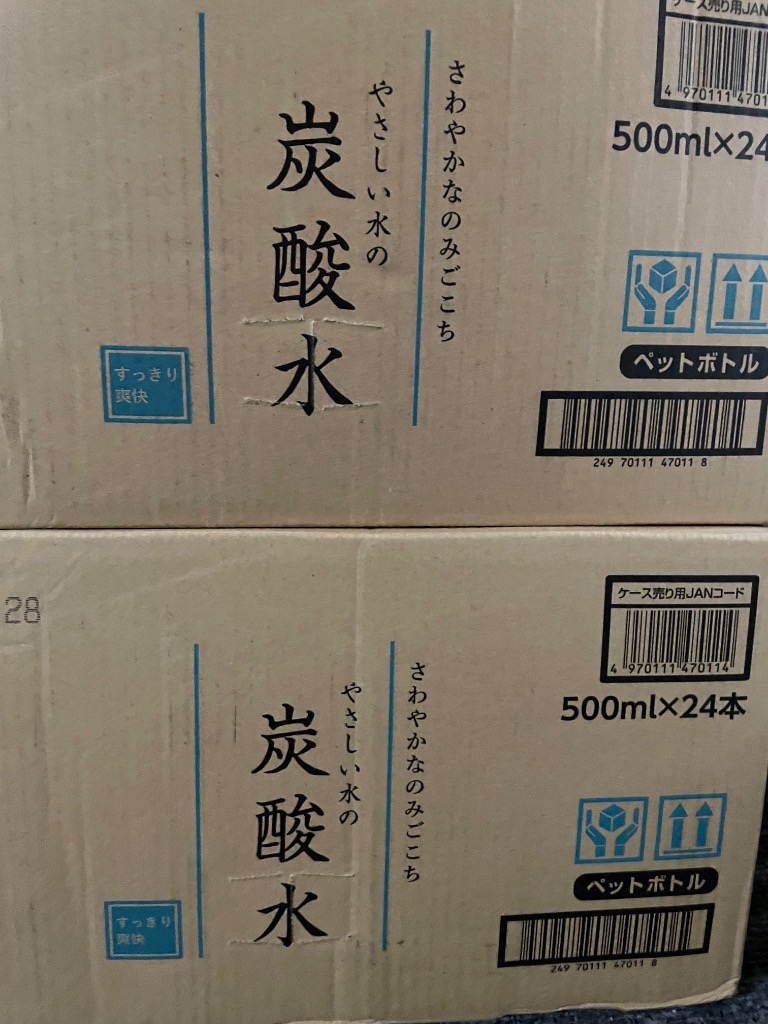 さわやかなのみごこち
やさしい水の
炭酸水
すっきり
爽快
ケース売り用JAN
4 970111 4701
500ml×24
ペットボトル
249 70111 47011 8
28
さわやかなのみごこち
やさしい水の
炭酸水
すっきり
爽快
ケース売り用JANコード
4 970111 470114
500ml×24本
ペットボトル
249 70111 47011 8